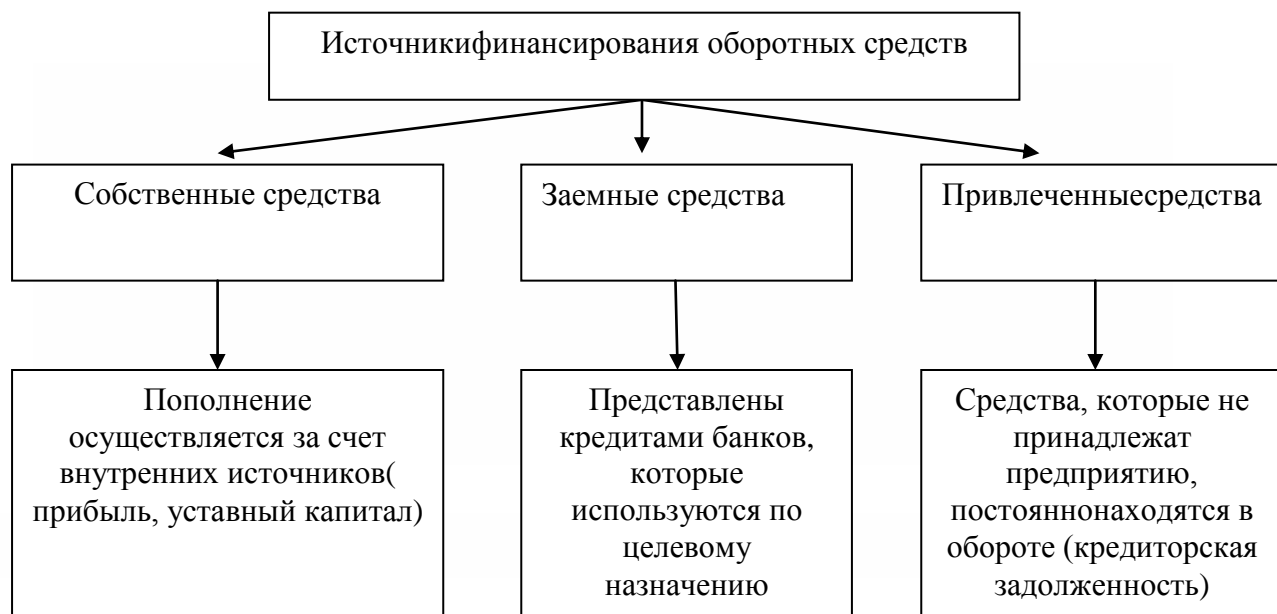 Источникифинансирования оборотных средств
Собственные средства
Заемные средства
Привлеченныесредства
Пополнение
осуществляется за счет
внутренних источников(
прибыль, уставный капитал)
Представлены
кредитами банков,
которые
используются по
целевому
назначению
Средства, которые не
принадлежат
предприятию,
постояннонаходятся в
обороте (кредиторская
задолженность)